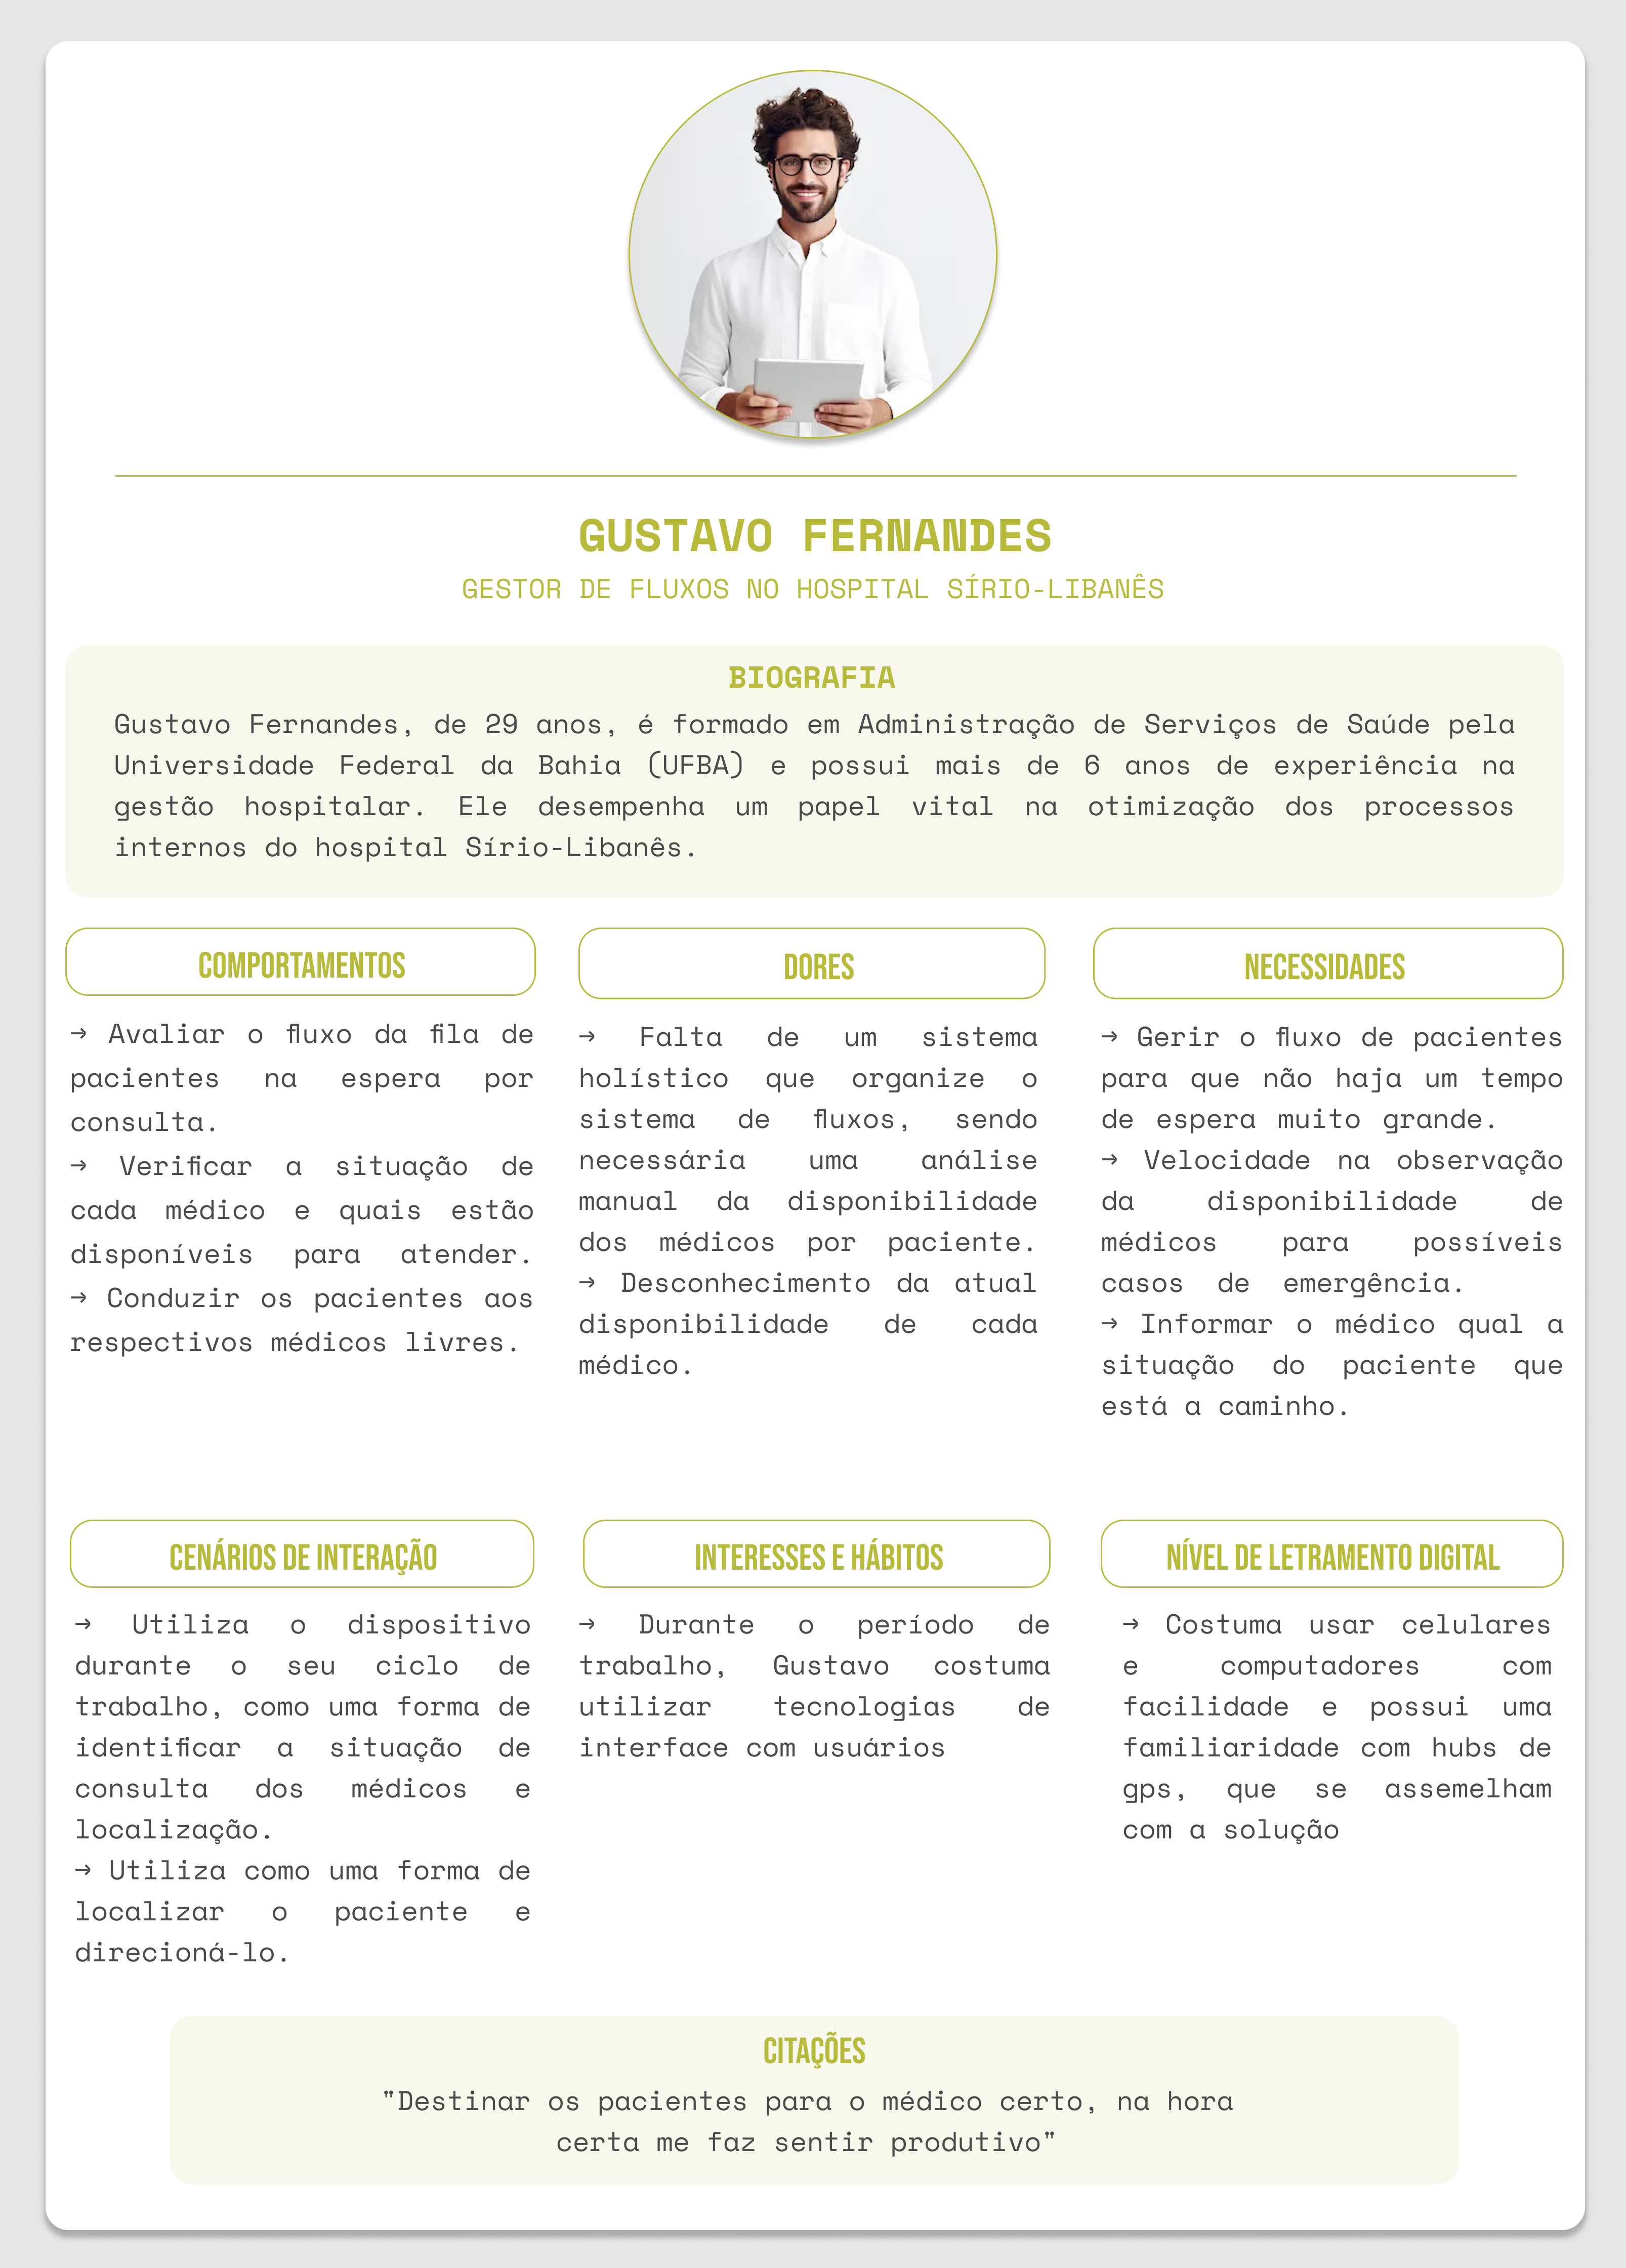 GUSTAVO FERNANDES
GESTOR DE FLUXOS NO HOSPITAL SÍRIO-LIBANÊS
BIOGRAFIA
Gustavo Fernandes, de 29 anos, é formado em Administração de Serviços de Saúde pela
Universidade Federal da Bahia (UFBA) e possui mais de 6 anos de experiência na
gestão hospitalar. Ele desempenha um papel vital na otimização dos processos
internos do hospital Sírio-Libanês.
COMPORTAMENTOS
→ Avaliar o fluxo da fila de
pacientes na espera por
consulta.
→ Verificar a situação de
cada médico e quais estão
disponíveis para atender.
→ Conduzir os pacientes aos
respectivos médicos livres.
DORES
→ Falta de um sistema
holístico que organize o
sistema de fluxos, sendo
necessária uma análise
manual da disponibilidade
dos médicos por paciente.
→ Desconhecimento da atual
disponibilidade de cada
médico.
NECESSIDADES
→ Gerir o fluxo de pacientes
para que não haja um tempo
de espera muito grande.
→ Velocidade na observação
da disponibilidade de
médicos para possíveis
casos de emergência.
→ Informar o médico qual a
situação do paciente que
está a caminho.
CENÁRIOS DE INTERAÇÃO
→ Utiliza o dispositivo
durante o seu ciclo de
trabalho, como uma forma de
identificar a situação de
consulta dos médicos e
localização.
→ Utiliza como uma forma de
localizar o paciente e
direcioná-lo.
INTERESSES E HÁBITOS
→ Durante o período de
trabalho, Gustavo costuma
utilizar tecnologias de
interface com usuários
NÍVEL DE LETRAMENTO DIGITAL
→ Costuma usar celulares
e computadores com
facilidade e possui uma
familiaridade com hubs de
gps, que se assemelham
com a solução
CITAÇÕES
"Destinar os pacientes para o médico certo, na hora
certa me faz sentir produtivo"